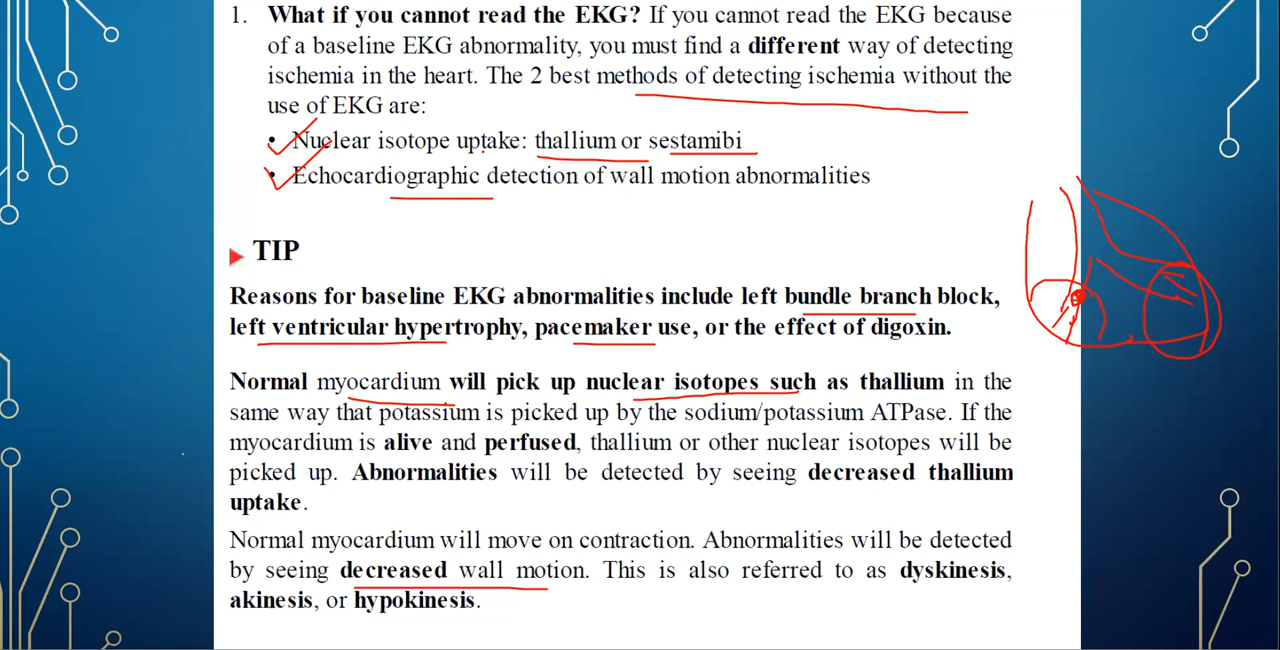 1. What if you cannot read the EKG? If you cannot read the EKG because
of a baseline EKG abnormality, you must find a different way of detecting
ischemia in the heart. The 2 best methods of detecting ischemia without the
use of EKG are:
• Nuclear isotope uptake: thallium or sestamibi
• Echocardiographic detection of wall motion abnormalities
TIP
Reasons for baseline EKG abnormalities include left bundle branch block,
left ventricular hypertrophy, pacemaker use, or the effect of digoxin.
Normal myocardium will pick up nuclear isotopes such as thallium in the
same way that potassium is picked up by the sodium/potassium ATPase. If the
myocardium is alive and perfused, thallium or other nuclear isotopes will be
picked up. Abnormalities will be detected by seeing decreased thallium
uptake.
Normal myocardium will move on contraction. Abnormalities will be detected
by seeing decreased wall motion. This is also referred to as dyskinesis,
akinesis, or hypokinesis.